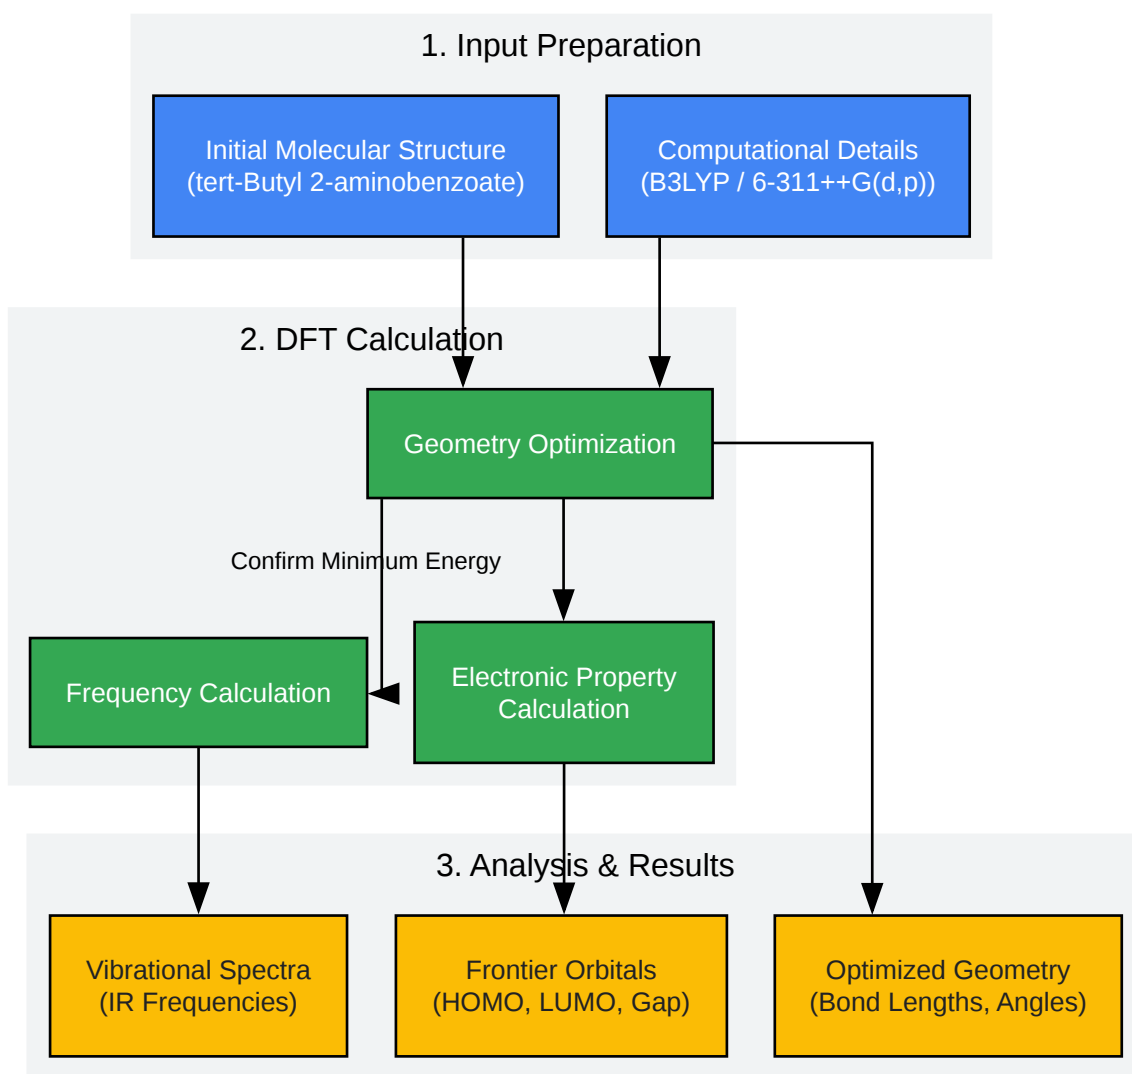 1. Input Preparation
Initial Molecular Structure
(tert-Butyl 2-aminobenzoate)
Computational Details
(B3LYP / 6-311++G(d,p))
2. DFT Calculation
Geometry Optimization
Confirm Minimum Energy
Frequency Calculation
Electronic Property
Calculation
3. Analysis & Results
Vibrational Spectra
(IR Frequencies)
Frontier Orbitals
(HOMO, LUMO, Gap)
Optimized Geometry
(Bond Lengths, Angles)